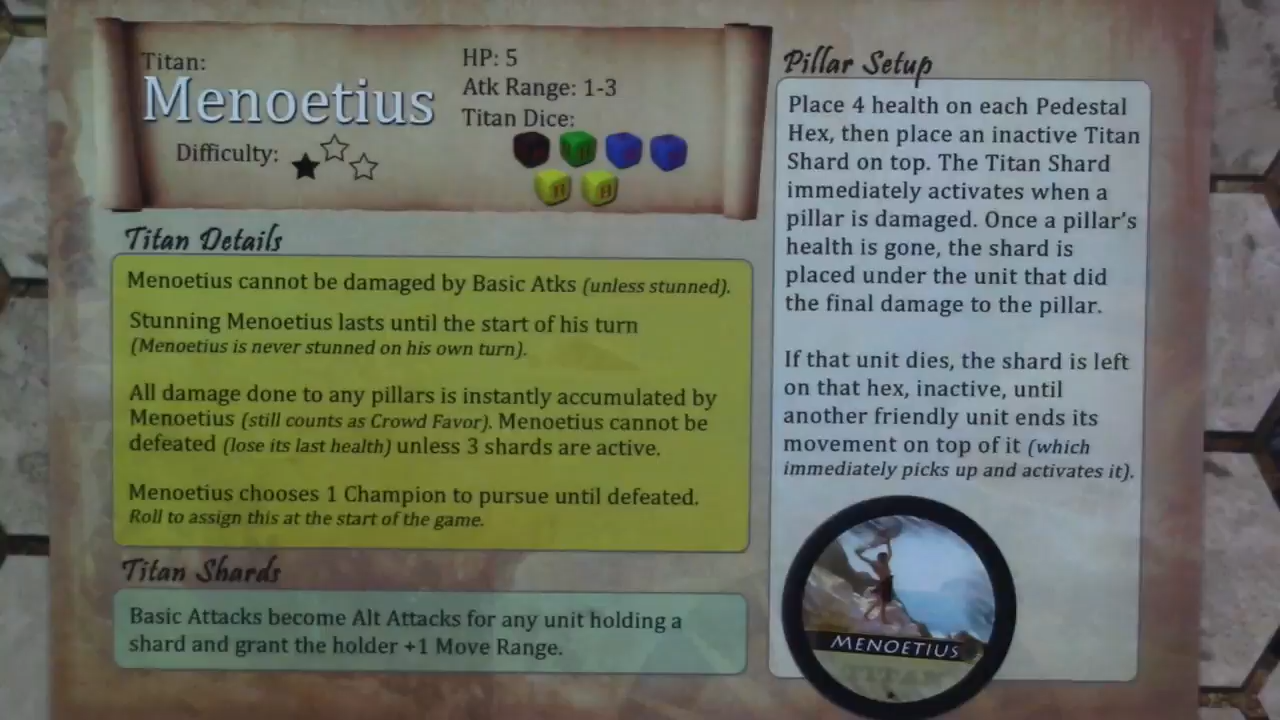 Titan:
Menoetius
Difficulty:
HP: 5
Atk Range: 1-3
Titan Dice:
Titan Details
Menoetius cannot be damaged by Basic Atks (unless stunned).
Stunning Menoetius lasts until the start of his turn
(Menoetius is never stunned on his own turn).
All damage done to any pillars is instantly accumulated by
Menoetius (still counts as Crowd Favor). Menoetius cannot be
defeated (lose its last health) unless 3 shards are active.
Menoetius chooses 1 Champion to pursue until defeated.
Roll to assign this at the start of the game.
Titan Shards
Basic Attacks become Alt Attacks for any unit holding a
shard and grant the holder +1 Move Range.
Pillar Setup
Place 4 health on each Pedestal
Hex, then place an inactive Titan
Shard on top. The Titan Shard
immediately activates when a
pillar is damaged. Once a pillar's
health is gone, the shard is
placed under the unit that did
the final damage to the pillar.
If that unit dies, the shard is left
on that hex, inactive, until
another friendly unit ends its
movement on top of it (which
immediately picks up and activates it).
MENOETIUS
TITAN